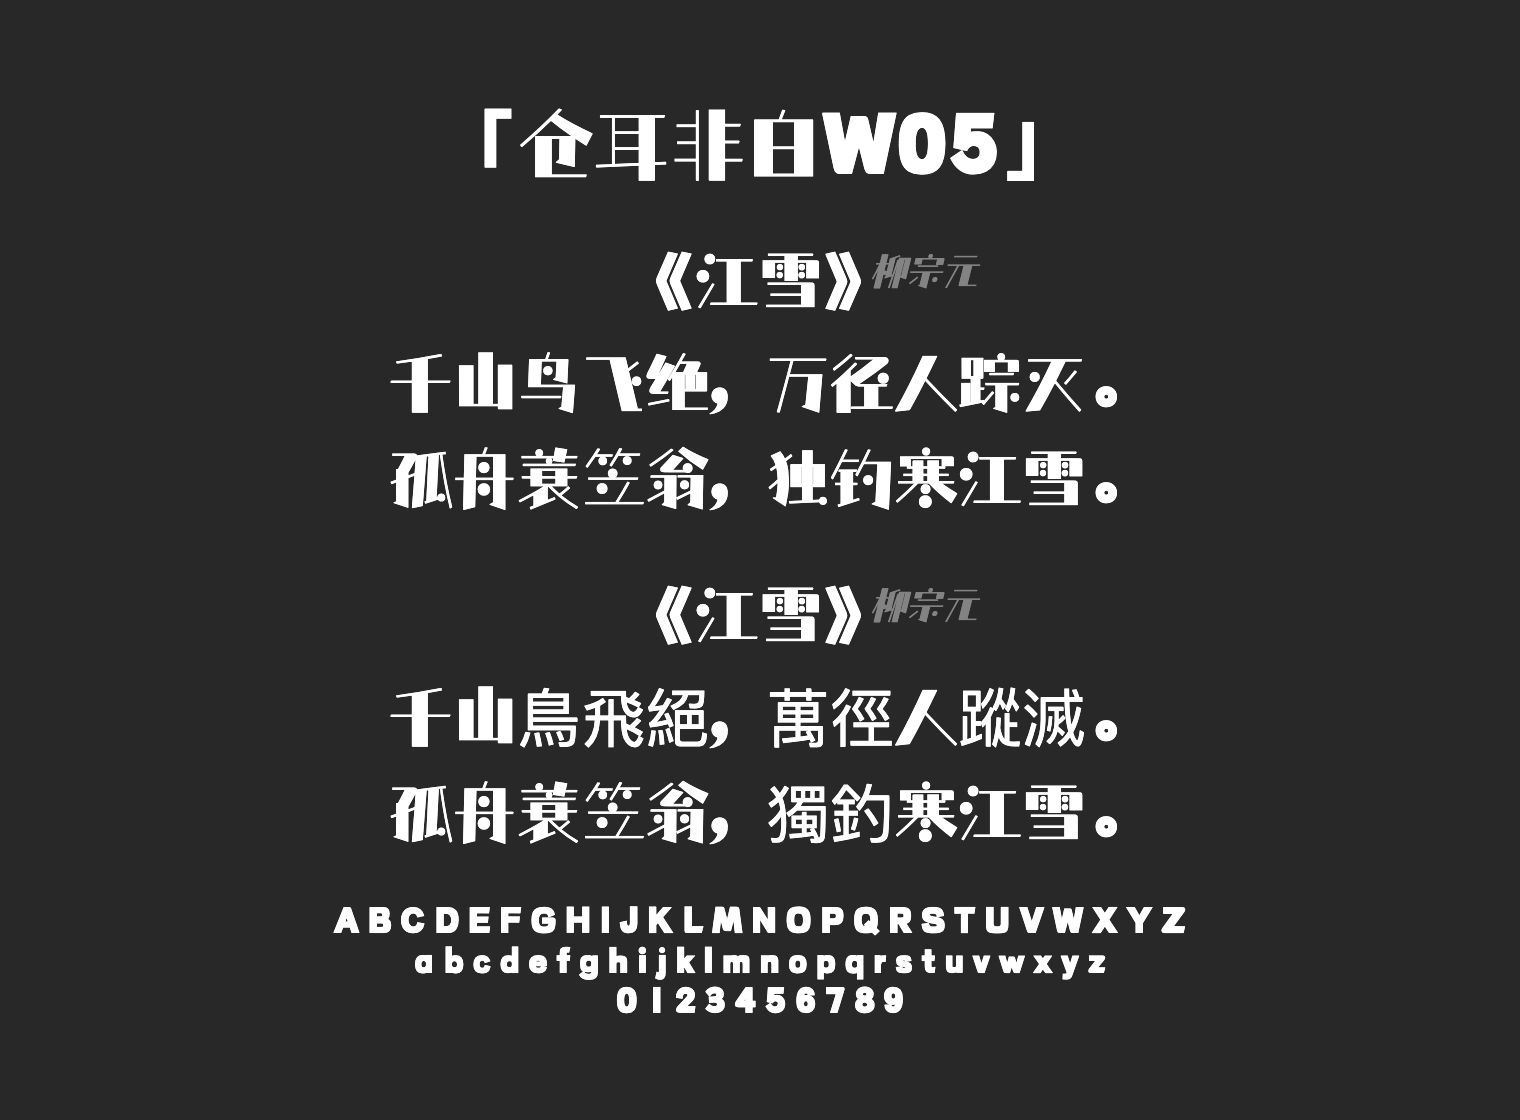 「仓耳非白W05」
《江雪》柳宗元
千山鸟飞绝，万径人踪灭。
孤舟蓑笠翁，独钓寒江雪。
《江雪》柳宗元
千山鳥飛絕，萬徑人蹤滅。
孤舟蓑笠翁，獨釣寒江雪。
ABCDEFGHIJKLMNOPQRSTUVWXYZ
abcdefghijklmnopqrstuvwxyz
0123456789